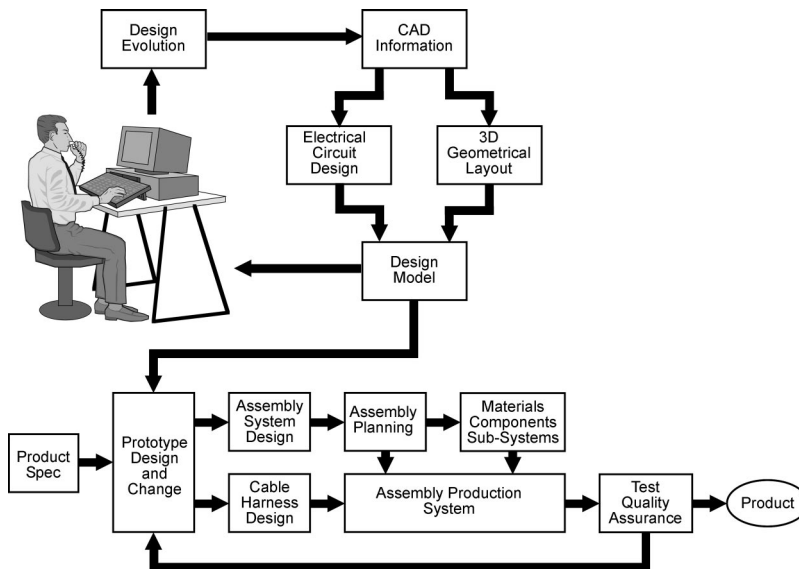 Design
Evolution
CAD
Information
Electrical
Circuit
Design
3D
Geometrical
Layout
Design
Model
Product
Spec
Prototype
Design
and
Change
Assembly
System
Design
Assembly
Planning
Materials
Components
Sub-Systems
Cable
Harness
Design
Assembly Production
System
Test
Quality
Assurance
Product